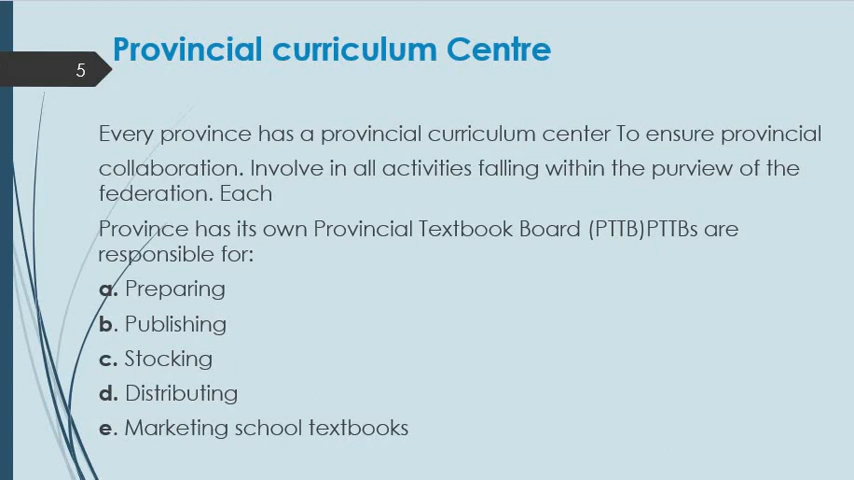 Provincial curriculum Centre
5
Every province has a provincial curriculum center To ensure provincial
collaboration. Involve in all activities falling within the purview of the
federation. Each
Province has its own Provincial Textbook Board (PTTB)PTTBs are
responsible for:
a. Preparing
b. Publishing
c. Stocking
d. Distributing
e. Marketing school textbooks